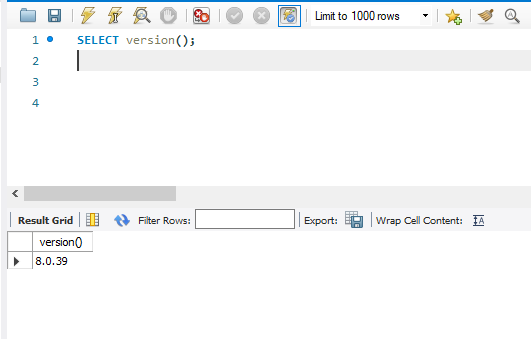 Limit to 1000 rows
1 SELECT version();
2
3
4
Result Grid Filter Rows: Export: Wrap Cell Content:
version()
8.0.39